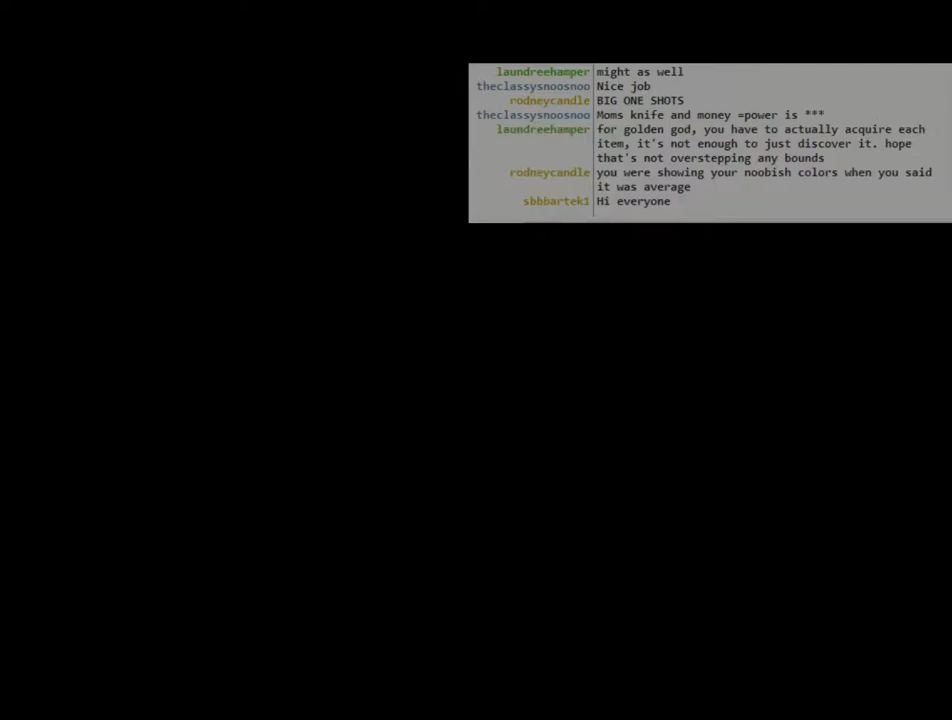 laundreehamper might as well
theclassysnoosnoo Nice job
rodneycandle BIG ONE SHOTS
theclassysnoosnoo Moms knife and money =power is ***
laundreehamper for golden god, you have to actually acquire each
item, it's not enough to just discover it. hope
that's not overstepping any bounds
rodneycandle you were showing your noobish colors when you said
it was average
sbbbartek1 Hi everyone